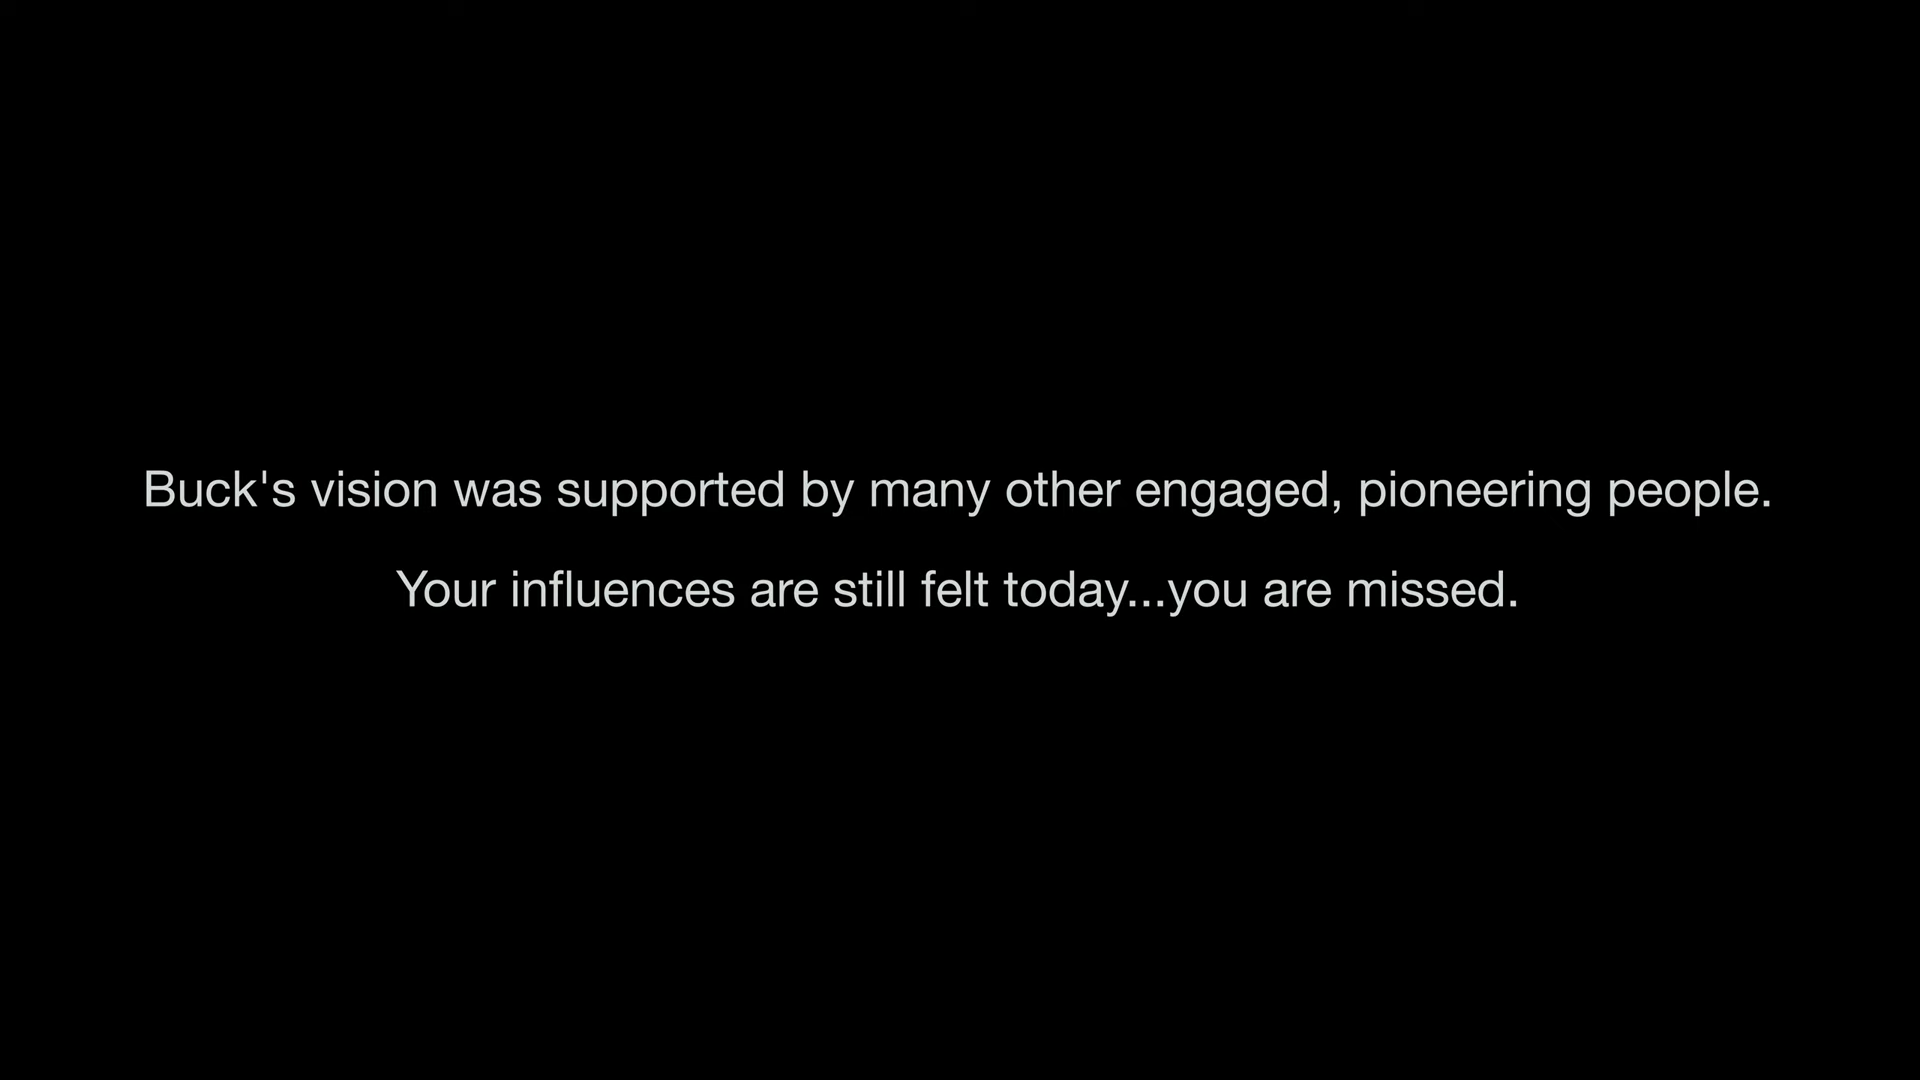 Buck's vision was supported by many other engaged, pioneering people.
Your influences are still felt today...you are missed.